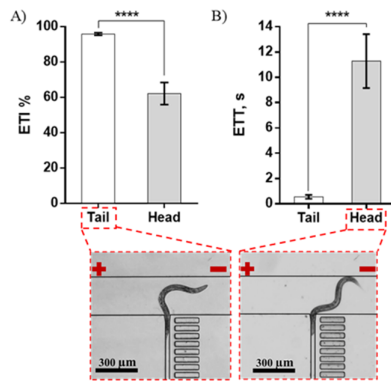 A)
****
100
80
60
40
20
0
ETI %
Tail
Head
B)
****
14
12
10
8
6
4
2
0
ETT, s
Tail
Head
+
−
300 µm
+
−
300 µm